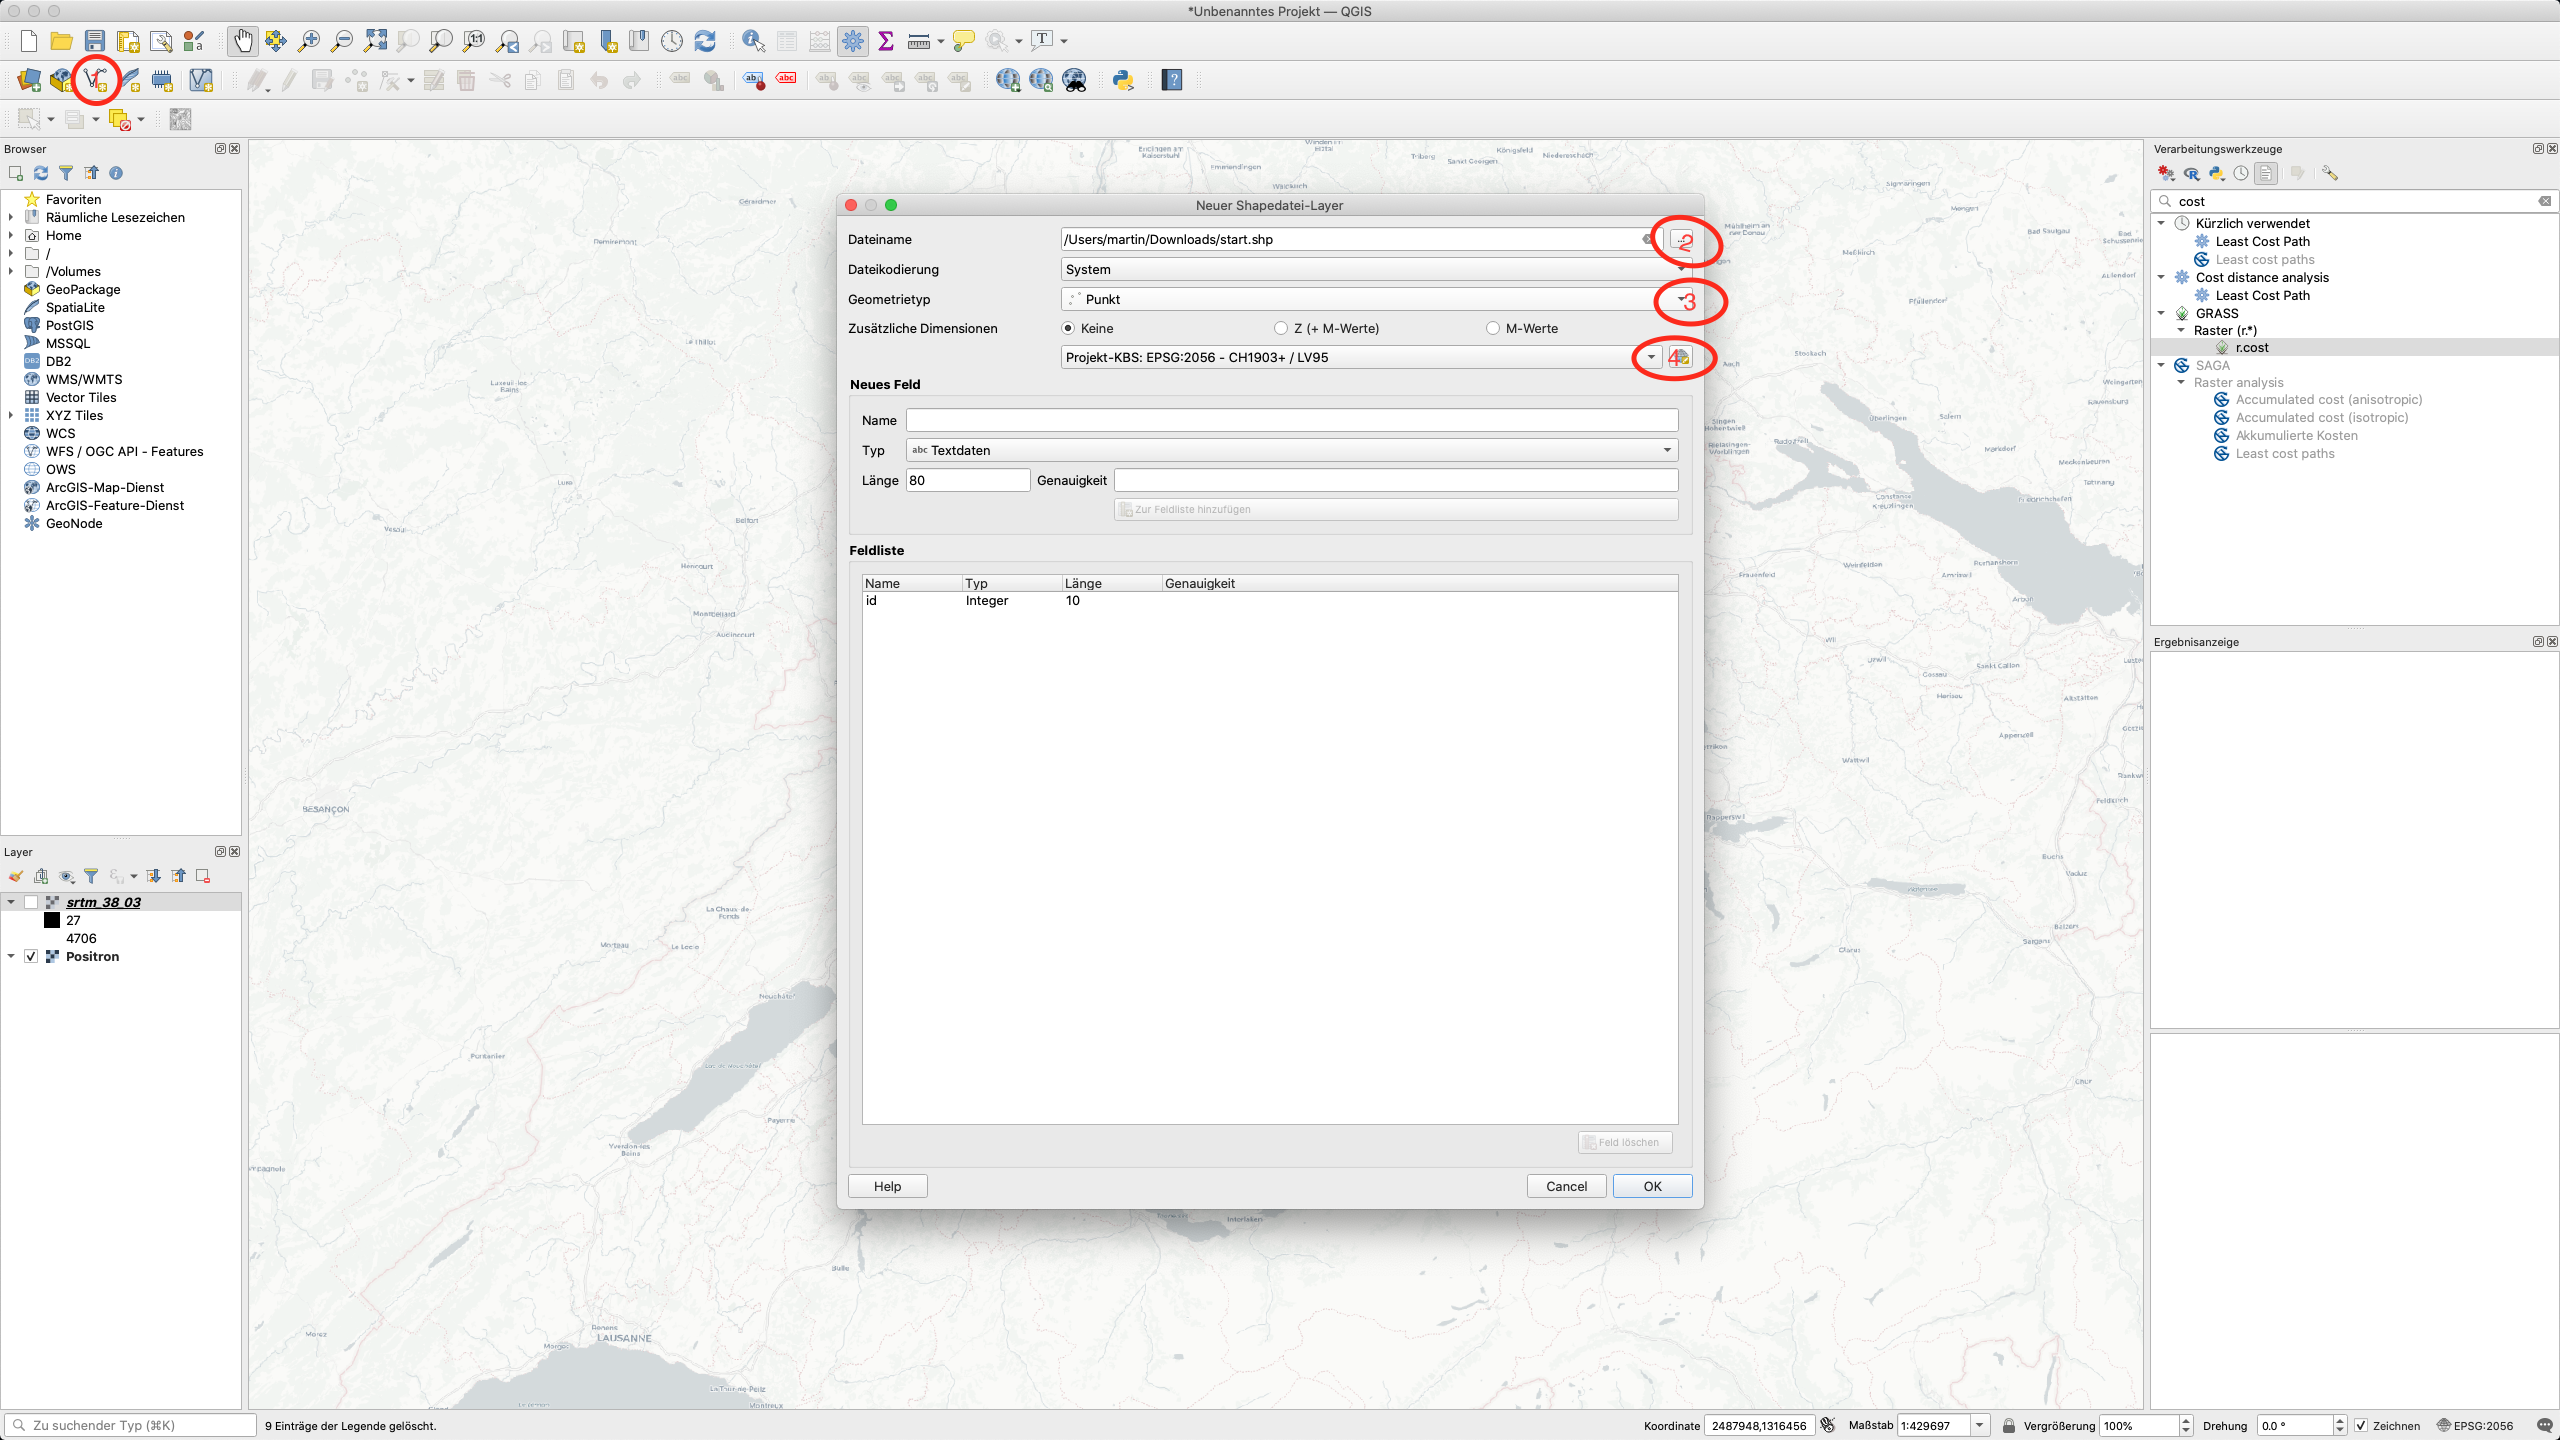 *Unbenanntes Projekt — QGIS
1
Browser
Favoriten
Räumliche Lesezeichen
Home
/
/Volumes
GeoPackage
SpatiaLite
PostGIS
MSSQL
DB2
WMS/WMTS
Vector Tiles
XYZ Tiles
WCS
WFS / OGC API - Features
OWS
ArcGIS-Map-Dienst
ArcGIS-Feature-Dienst
GeoNode
Layer
srtm_38_03
27
4706
Positron
Neuer Shapedatei-Layer
Dateiname /Users/martin/Downloads/start.shp 2
Dateikodierung System
Geometrietyp Punkt 3
Zusätzliche Dimensionen Keine Z (+ M-Werte) M-Werte
Projekt-KBS: EPSG:2056 - CH1903+ / LV95 4
Neues Feld
Name
Typ abc Textdaten
Länge 80 Genauigkeit
Zur Feldliste hinzufügen
Feldliste
Name Typ Länge Genauigkeit
id Integer 10
Feld löschen
Help Cancel OK
BESANÇON
LAUSANNE
Verarbeitungswerkzeuge
cost
Kürzlich verwendet
Least Cost Path
Least cost paths
Cost distance analysis
Least Cost Path
GRASS
Raster (r.*)
r.cost
SAGA
Raster analysis
Accumulated cost (anisotropic)
Accumulated cost (isotropic)
Akkumulierte Kosten
Least cost paths
Ergebnisanzeige
Zu suchender Typ (⌘K) 9 Einträge der Legende gelöscht. Koordinate 2487948,1316456 Maßstab 1:429697 Vergrößerung 100% Drehung 0.0 ° Zeichnen EPSG:2056